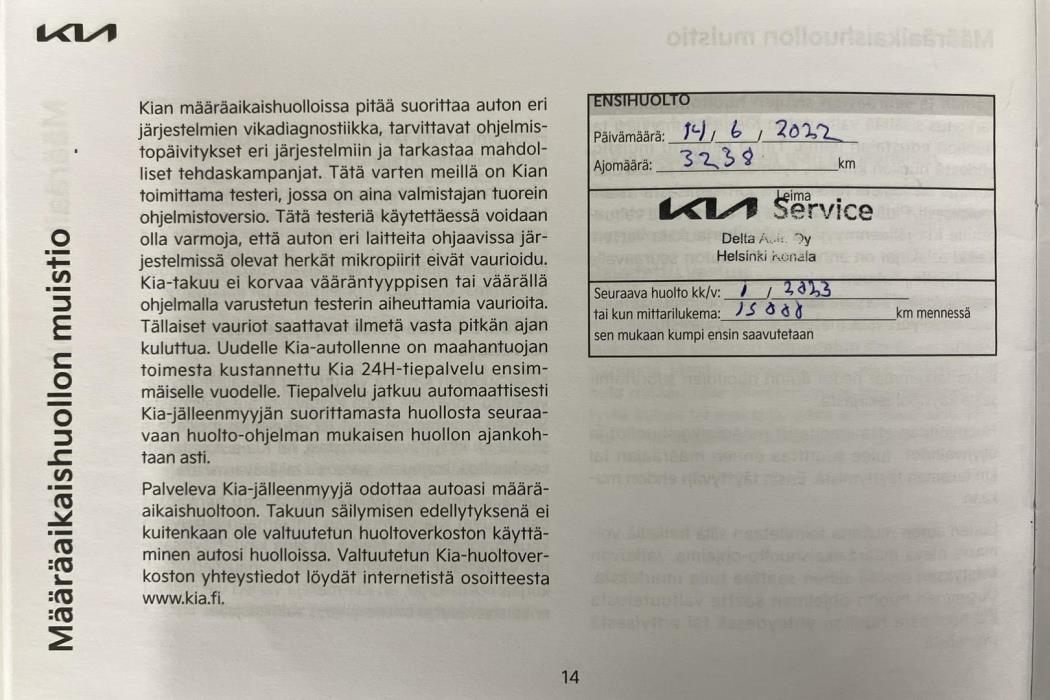 KIA
Määräaikaishuollon muistio
Kian määräaikaishuolloissa pitää suorittaa auton eri
järjestelmien vikadiagnostiikka, tarvittavat ohjelmis-
topäivitykset eri järjestelmiin ja tarkastaa mahdol-
liset tehdaskampanjat. Tätä varten meillä on Kian
toimittama testeri, jossa on aina valmistajan tuorein
ohjelmistoversio. Tätä testeriä käytettäessä voidaan
olla varmoja, että auton eri laitteita ohjaavissa jär-
jestelmissä olevat herkät mikropiirit eivät vaurioidu.
Kia-takuu ei korvaa vääräntyyppisen tai väärällä
ohjelmalla varustetun testerin aiheuttamia vaurioita.
Tällaiset vauriot saattavat ilmetä vasta pitkän ajan
kuluttua. Uudelle Kia-autollenne on maahantuojan
toimesta kustannettu Kia 24H-tiepalvelu ensim-
mäiselle vuodelle. Tiepalvelu jatkuu automaattisesti
Kia-jälleenmyyjän suorittamasta huollosta seuraa-
vaan huolto-ohjelman mukaisen huollon ajankoh-
taan asti.
Palveleva Kia-jälleenmyyjä odottaa autoasi määrä-
aikaishuoltoon. Takuun säilymisen edellytyksenä ei
kuitenkaan ole valtuutetun huoltoverkoston käyttä-
minen autosi huolloissa. Valtuutetun Kia-huoltover-
koston yhteystiedot löydät internetistä osoitteesta
www.kia.fi.
ENSIHUOLTO
Päivämäärä: 14 / 6 / 2022
Ajomäärä: 3238 km
Leima
KIA Service
Delta Oy
Helsinki Konala
Seuraava huolto kk/v: 1 / 2023
tai kun mittarilukema: 15000 km mennessä
sen mukaan kumpi ensin saavutetaan
14